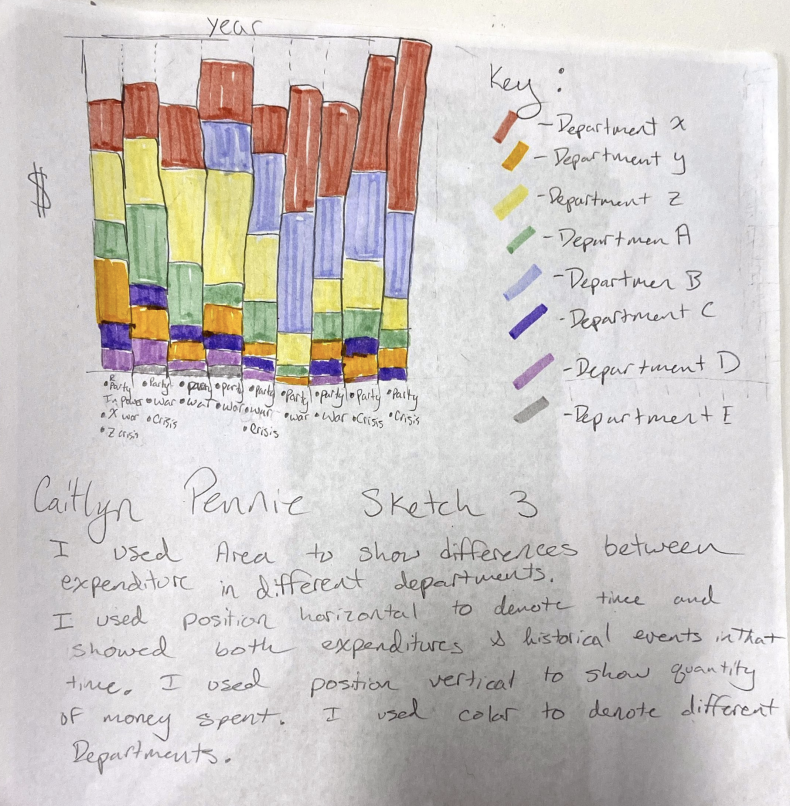 year
$
Key:
- Department X
- Department y
- Department Z
- Departmen A
- Departmen B
- Department C
- Department D
- Department E
• R Party In power
• X war
• Z crisis
• Party
• war
• Crisis
• party
• war
• party
• war
• Party
• war
• Crisis
• Party
• war
• Party
• war
• Party
• Crisis
• Party
• Crisis
Caitlyn Pennie Sketch 3
I used Area to show differences between
expenditure in different departments.
I used position horizontal to denote time and
showed both expenditures & historical events in that
time. I used position vertical to show quantity
of money spent. I used color to denote different
Departments.